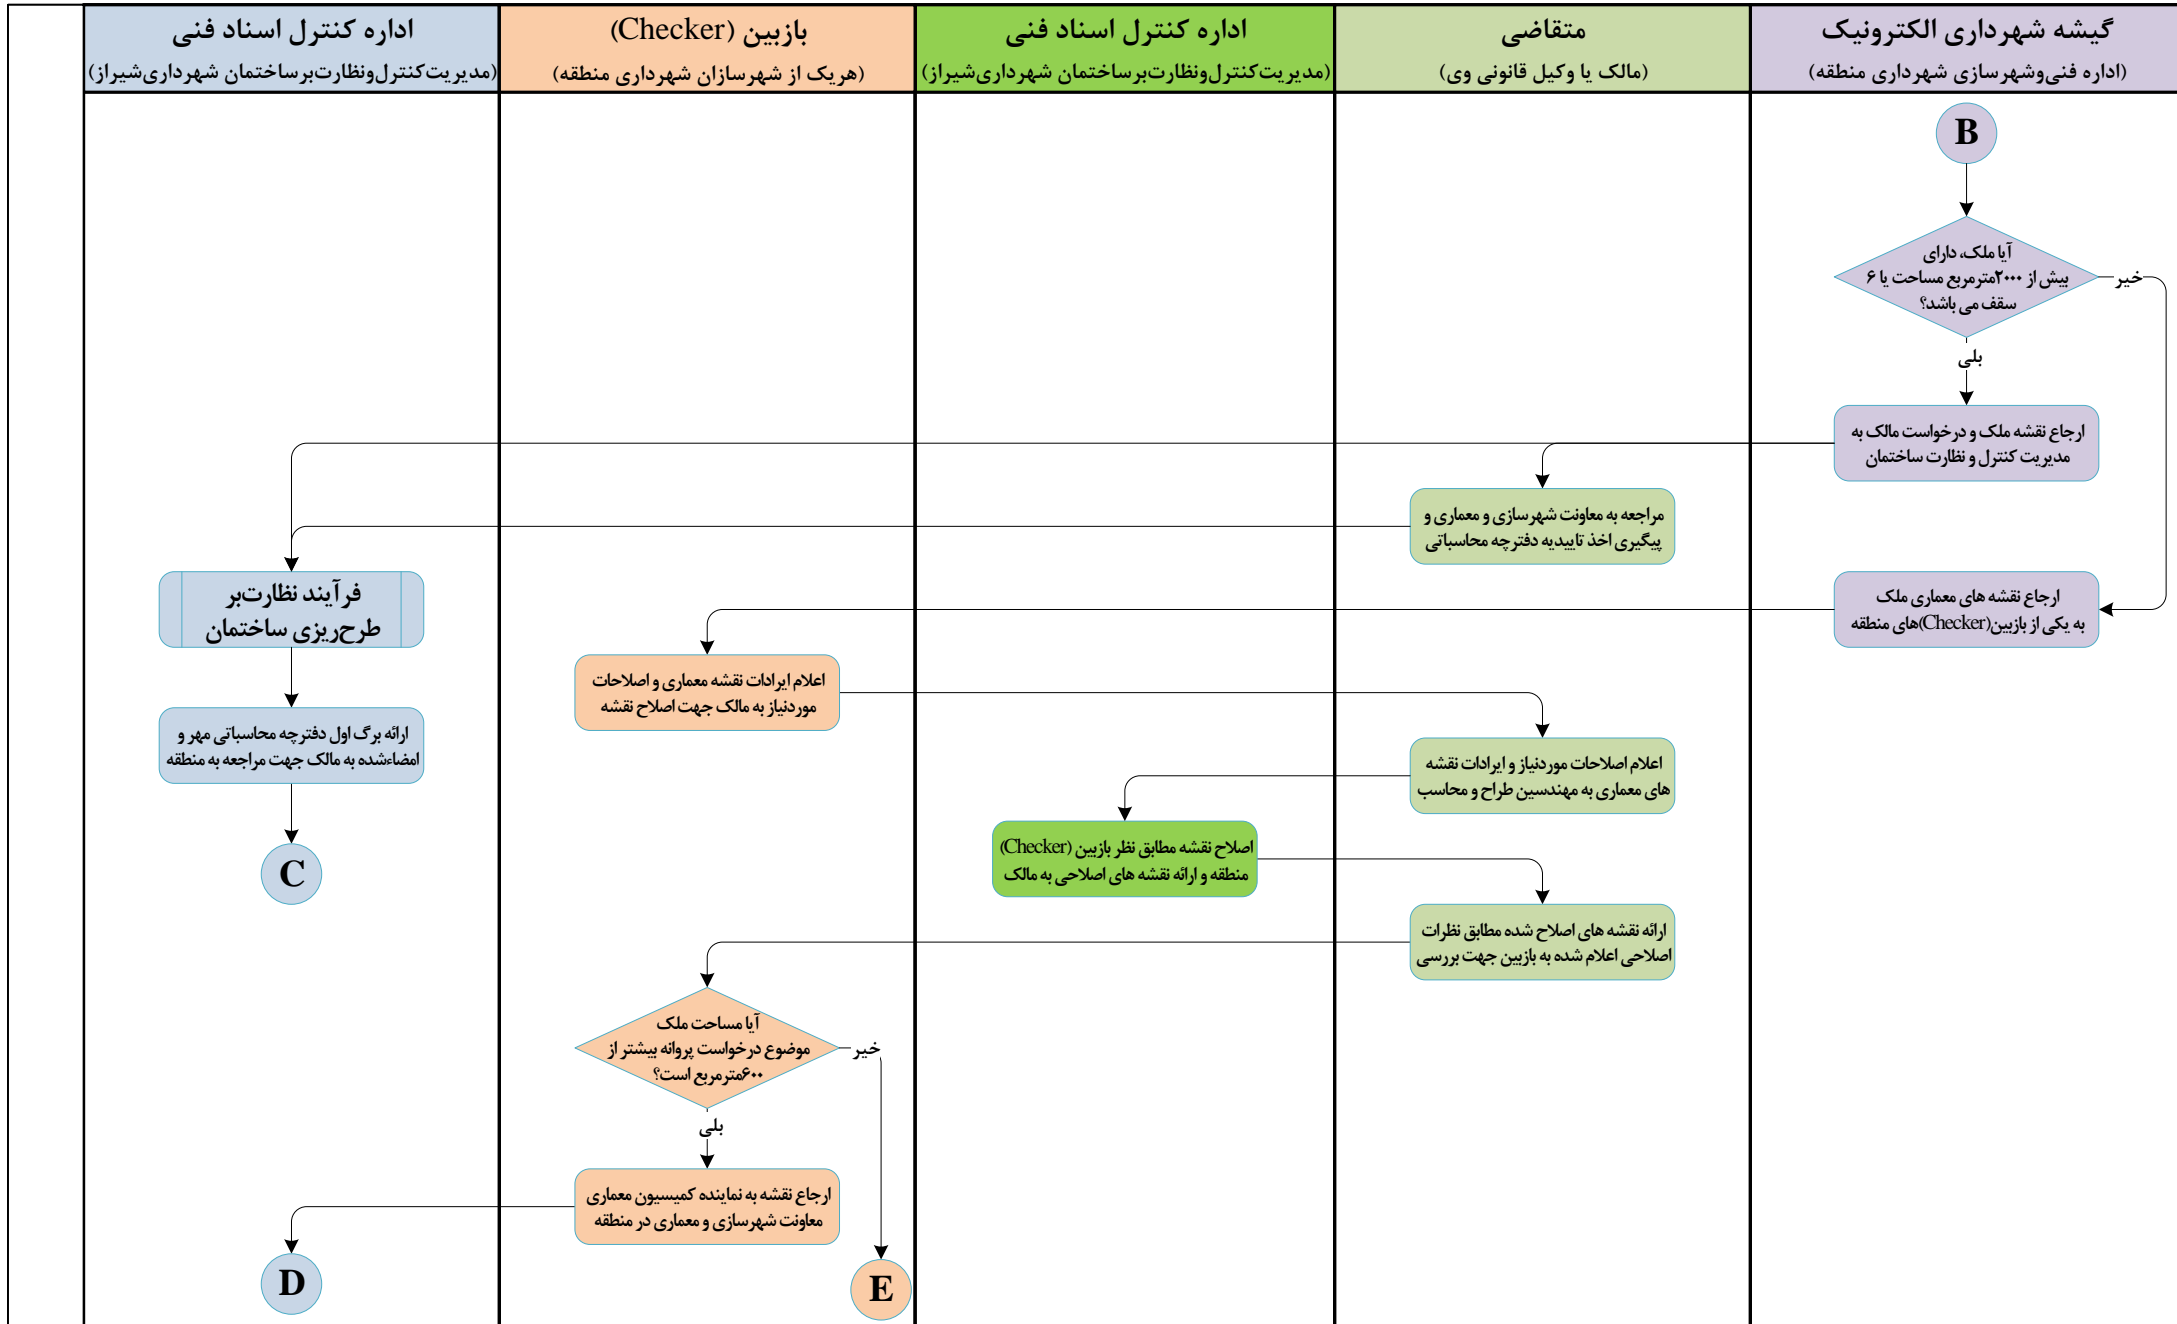 گیشه شهرداری الکترونیک
(اداره فنی‌وشهرسازی شهرداری منطقه)
متقاضی
(مالک یا وکیل قانونی وی)
اداره کنترل اسناد فنی
(مدیریت‌کنترل‌ونظارت‌برساختمان شهرداری‌شیراز)
بازبین (Checker)
(هریک از شهرسازان شهرداری منطقه)
اداره کنترل اسناد فنی
(مدیریت‌کنترل‌ونظارت‌برساختمان شهرداری‌شیراز)
B
آیا ملک، دارای
بیش از ۲۰۰۰مترمربع مساحت یا ۶
سقف می باشد؟
خیر
بلی
ارجاع نقشه ملک و درخواست مالک به
مدیریت کنترل و نظارت ساختمان
مراجعه به معاونت شهرسازی و معماری و
پیگیری اخذ تاییدیه دفترچه محاسباتی
فرآیند نظارت‌بر
طرح‌ریزی ساختمان
ارجاع نقشه های معماری ملک
به یکی از بازبین(Checker)های منطقه
اعلام ایرادات نقشه معماری و اصلاحات
موردنیاز به مالک جهت اصلاح نقشه
ارائه برگ اول دفترچه محاسباتی مهر و
امضاءشده به مالک جهت مراجعه به منطقه
اعلام اصلاحات موردنیاز و ایرادات نقشه
های معماری به مهندسین طراح و محاسب
اصلاح نقشه مطابق نظر بازبین (Checker)
منطقه و ارائه نقشه های اصلاحی به مالک
C
ارائه نقشه های اصلاح شده مطابق نظرات
اصلاحی اعلام شده به بازبین جهت بررسی
آیا مساحت ملک
موضوع درخواست پروانه بیشتر از
۶۰۰مترمربع است؟
خیر
بلی
ارجاع نقشه به نماینده کمیسیون معماری
معاونت شهرسازی و معماری در منطقه
D
E